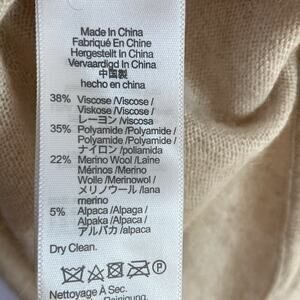 Made In China
Fabriqué En Chine
Hergestellt In China
Vervaardigd In China
中国製
hecho en china
38% Viscose/Viscose/
Viskose/Viscose/
レーヨン/viscosa
35% Polyamide/Polyamide/
Polyamid/Polyamide/
ナイロン/poliamida
22% Merino Wool/Laine
Mérinos/Merino
Wolle/Merinowol/
メリノウール/lana
merino
5% Alpaca/Alpaga/
Alpaka/Alpaca/
アルパカ/alpaca
Dry Clean.
Nettoyage À Sec.
Reinigung.